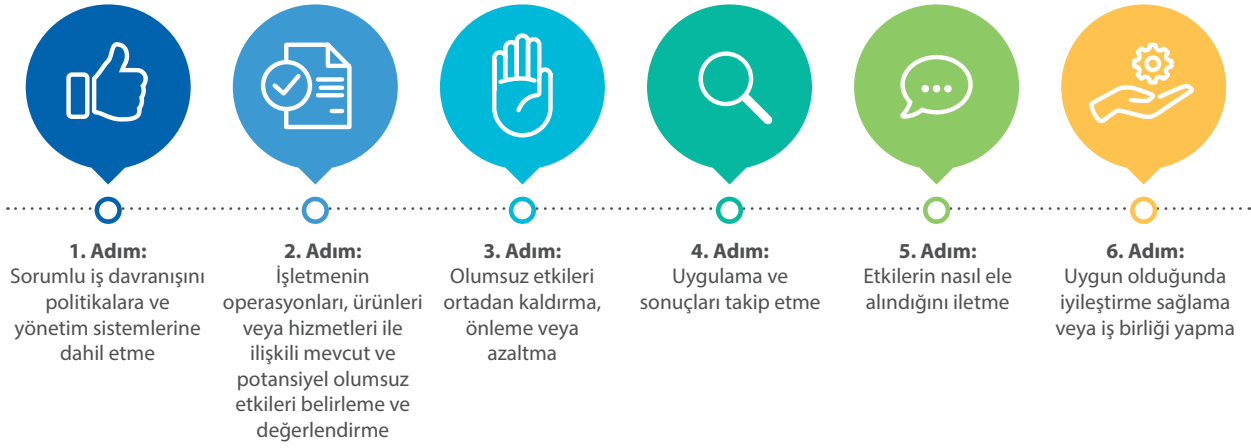 1. Adım:
Sorumlu iş davranışını
politikalara ve
yönetim sistemlerine
dahil etme
2. Adım:
İşletmenin
operasyonları, ürünleri
veya hizmetleri ile
ilişkili mevcut ve
potansiyel olumsuz
etkileri belirleme ve
değerlendirme
3. Adım:
Olumsuz etkileri
ortadan kaldırma,
önleme veya
azaltma
4. Adım:
Uygulama ve
sonuçları takip etme
5. Adım:
Etkilerin nasıl ele
alındığını iletme
6. Adım:
Uygun olduğunda
iyileştirme sağlama
veya iş birliği yapma